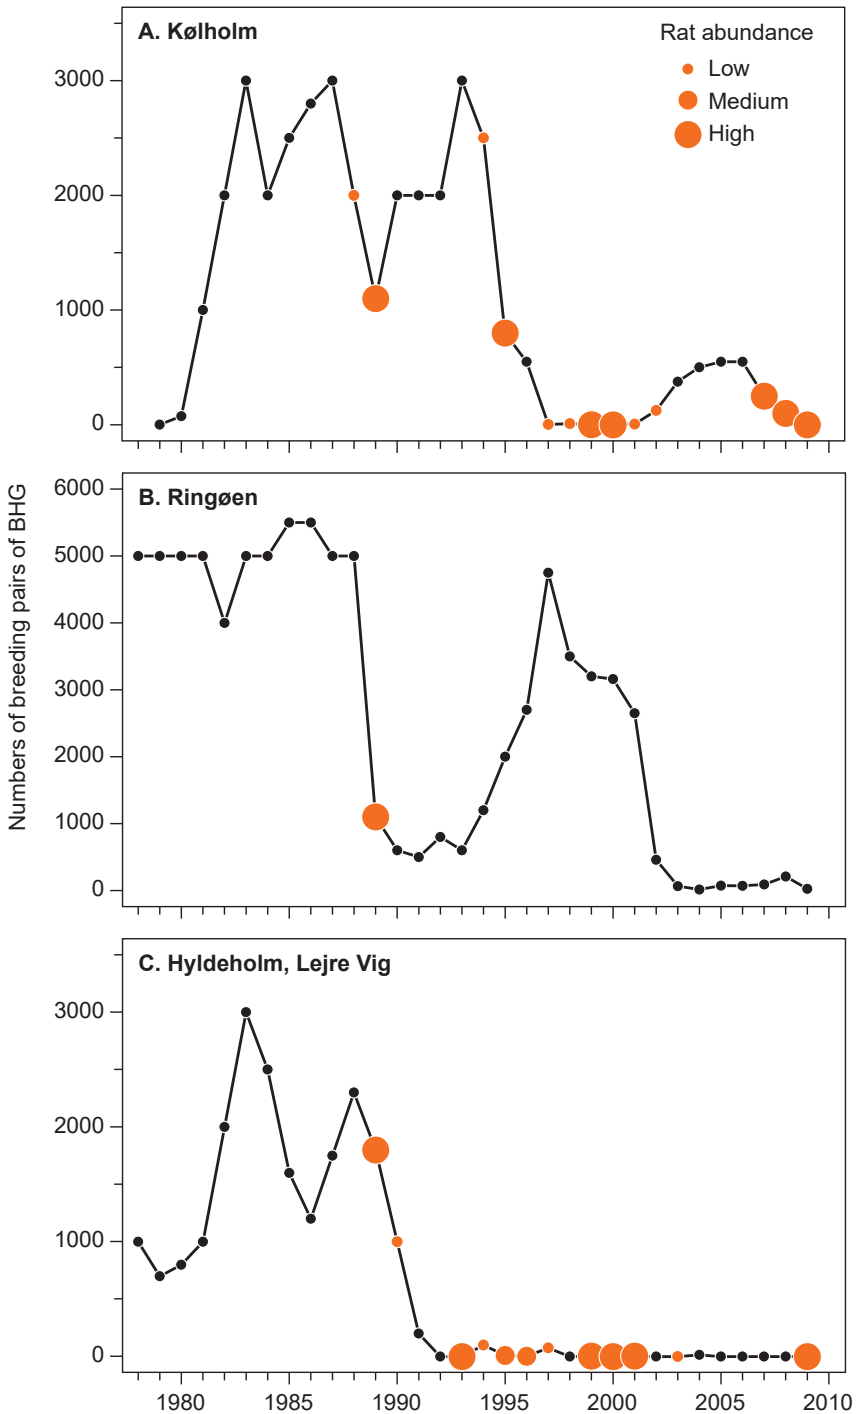 A. Kølholm
Rat abundance
Low
Medium
High
3000
2000
1000
0
Numbers of breeding pairs of BHG
B. Ringøen
6000
5000
4000
3000
2000
1000
0
C. Hyldeholm, Lejre Vig
3000
2000
1000
0
1980 1985 1990 1995 2000 2005 2010